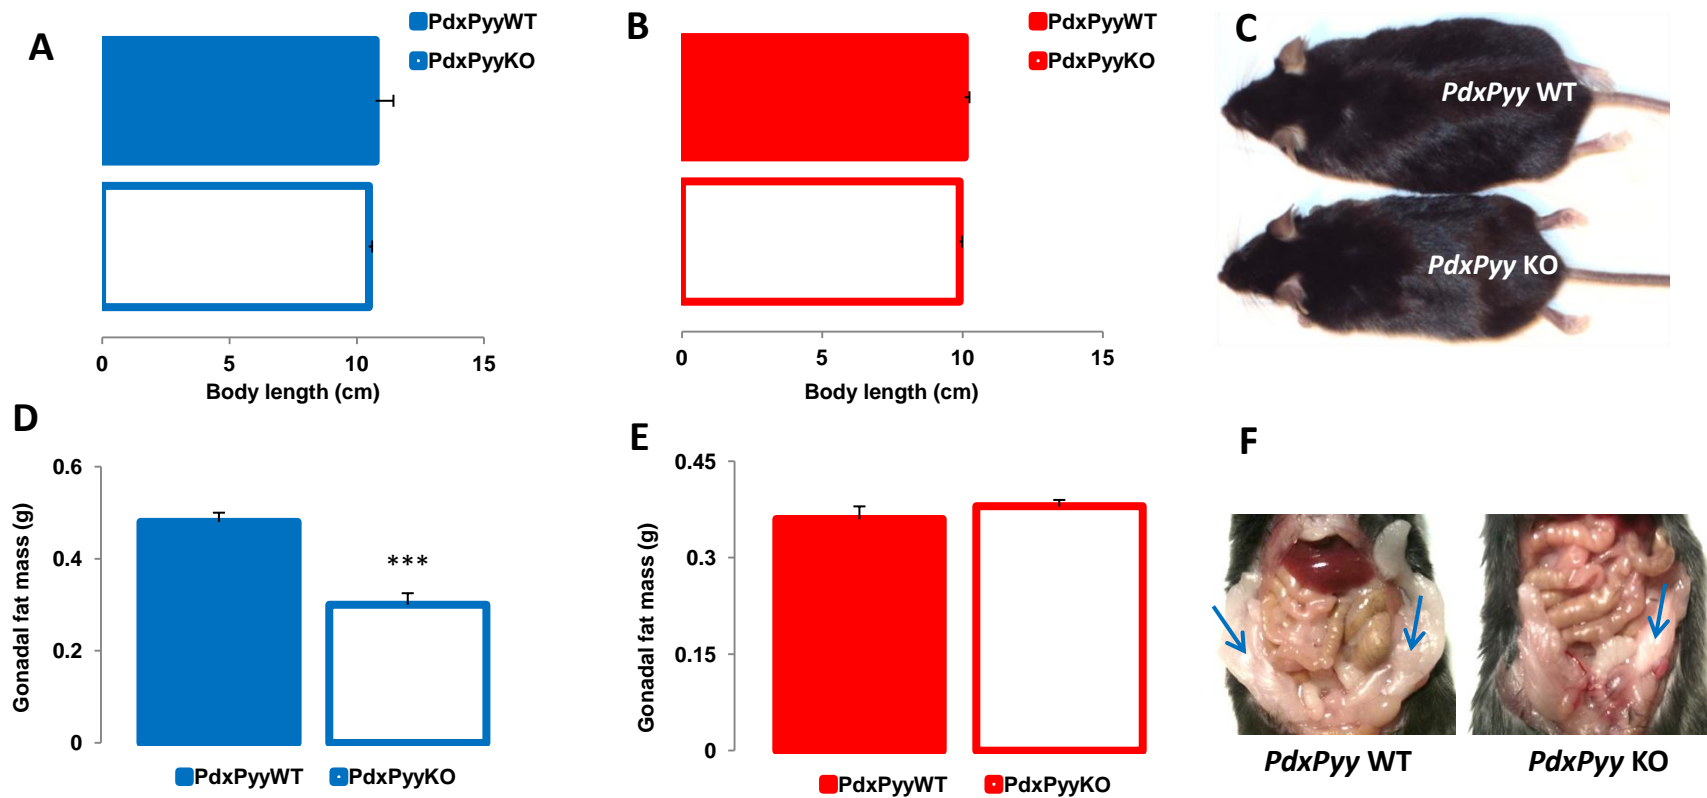 A
PdxPyyWT
PdxPyyKO
0 5 10 15
Body length (cm)
B
PdxPyyWT
PdxPyyKO
0 5 10 15
Body length (cm)
C
PdxPyy WT
PdxPyy KO
D
Gonadal fat mass (g)
0.6
0.4
0.2
0
***
PdxPyyWT PdxPyyKO
E
Gonadal fat mass (g)
0.45
0.3
0.15
0
PdxPyyWT PdxPyyKO
F
PdxPyy WT PdxPyy KO